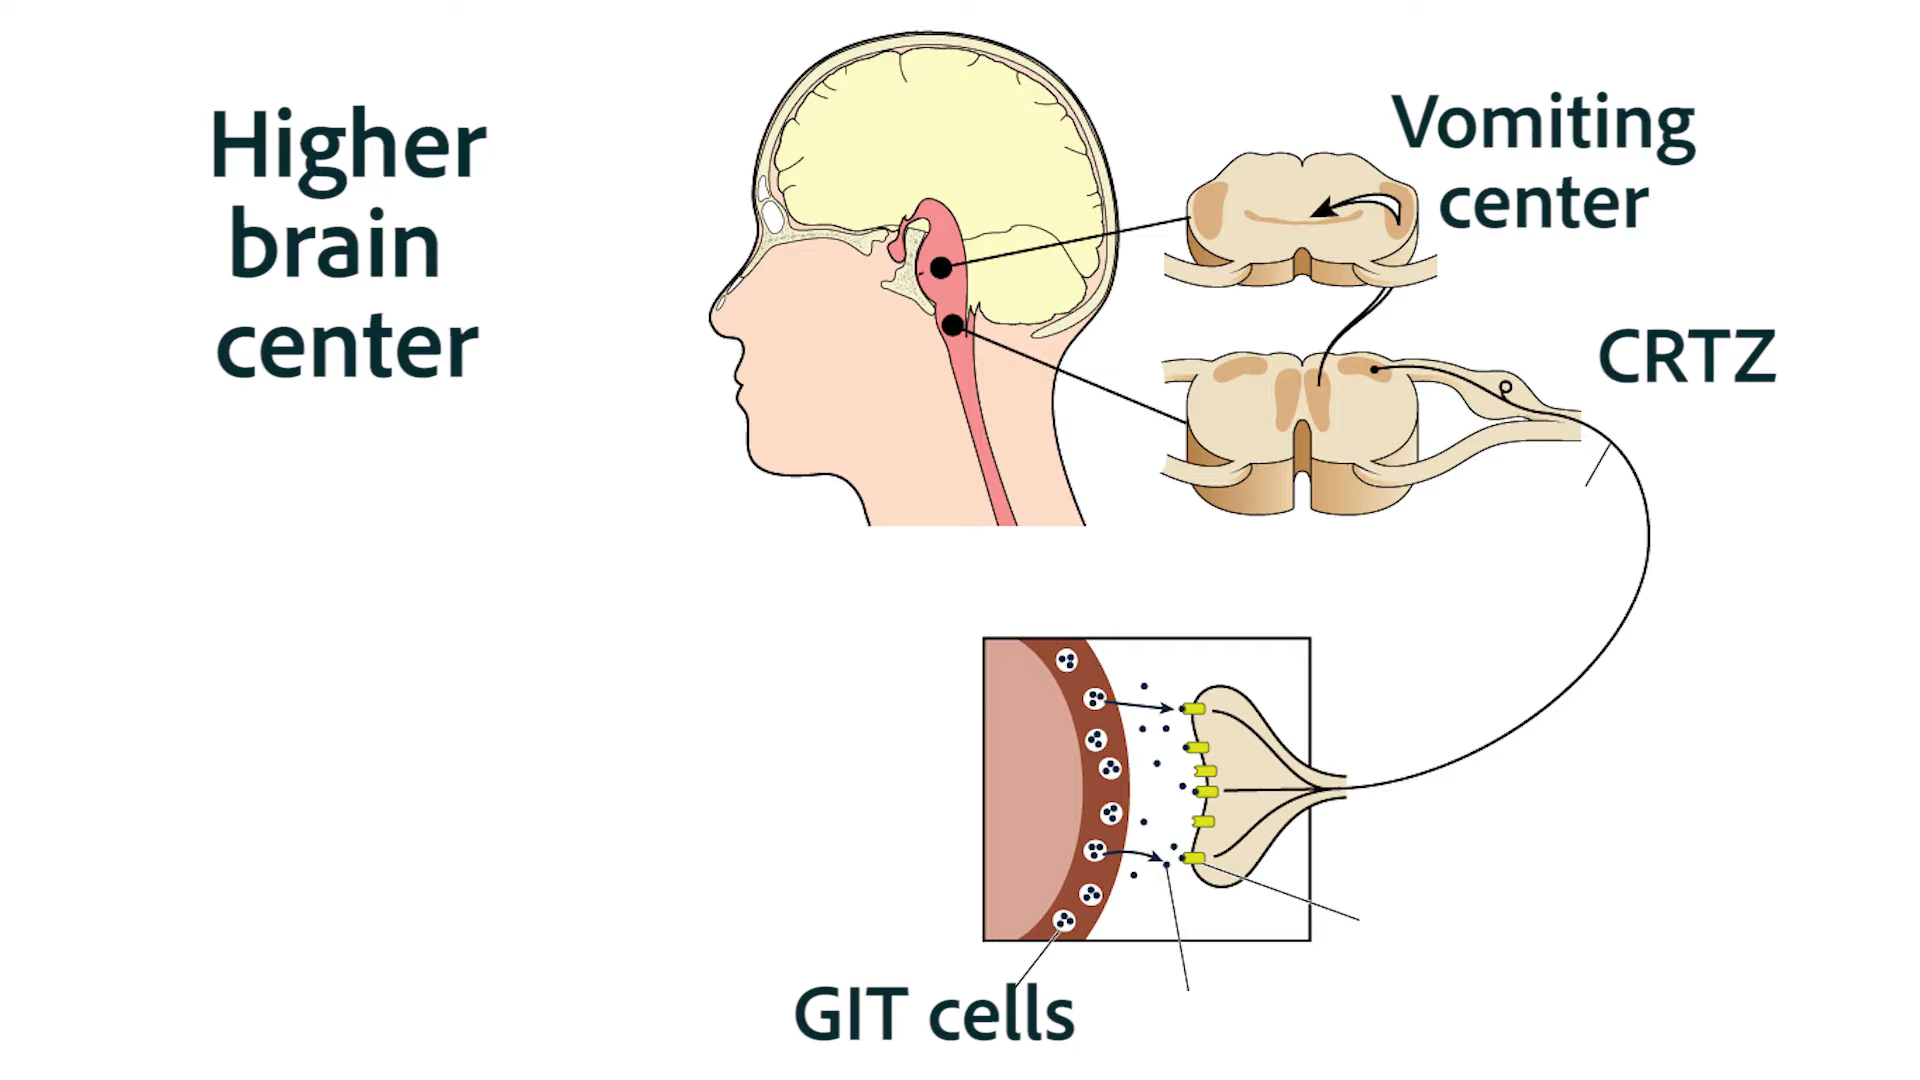 Higher
brain
center
Vomiting
center
CRTZ
GIT cells